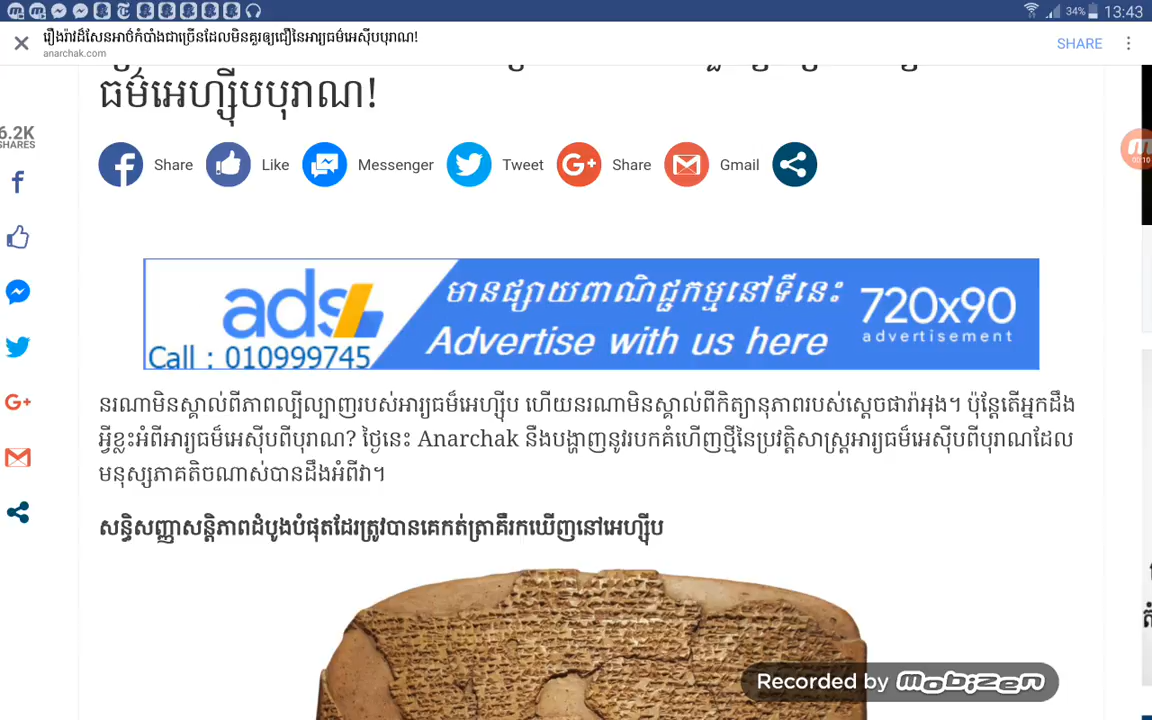 34%
13:43
រឿងរ៉ាវដ៏សែនអាថ៌កំបាំងជាច្រើនដែលមិនគួរឲ្យជឿនៃអារ្យធម៌អេស៊ីបបុរាណ!
anarchak.com
SHARE
ធម៌អេហ្ស៊ីបបុរាណ!
6.2K
SHARES
Share
Like
Messenger
Tweet
Share
Gmail
00:10
ads
Call : 010999745
មានផ្សាយពាណិជ្ជកម្មនៅទីនេះ
Advertise with us here
720x90
advertisement
នរណាមិនស្គាល់ពីភាពល្បីល្បាញរបស់អារ្យធម៌អេហ្ស៊ីប ហើយនរណាមិនស្គាល់ពីកិត្យានុភាពរបស់ស្តេចផារ៉ាអុង។ ប៉ុន្តែតើអ្នកដឹង
អ្វីខ្លះអំពីអារ្យធម៌អេស៊ីបពីបុរាណ? ថ្ងៃនេះ Anarchak នឹងបង្ហាញនូវរបកគំហើញថ្មីនៃប្រវត្តិសាស្ត្រអារ្យធម៌អេស៊ីបពីបុរាណដែល
មនុស្សភាគតិចណាស់បានដឹងអំពីវា។
សន្ធិសញ្ញាសន្តិភាពដំបូងបំផុតដែរត្រូវបានគេកត់ត្រាគឺរកឃើញនៅអេហ្ស៊ីប
Recorded by mobizen